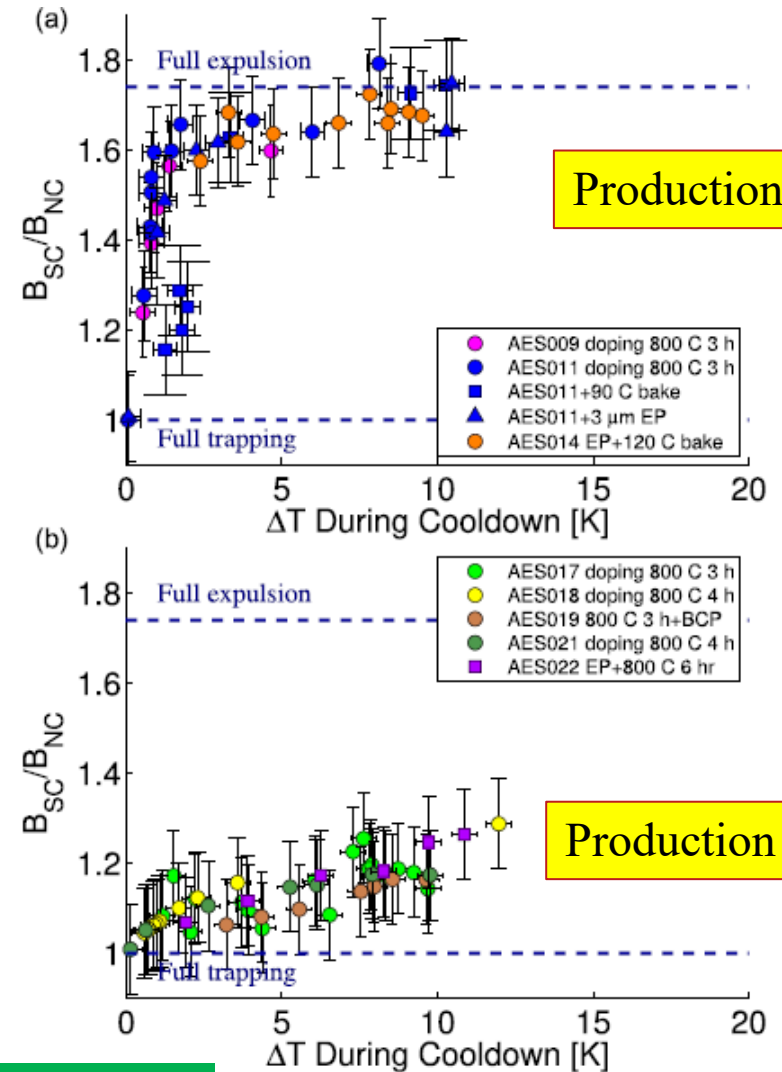 (a)
1.8
Full expulsion
1.6
1.4
1.2
1
Full trapping
B_SC/B_NC
Production
AES009 doping 800 C 3 h
AES011 doping 800 C 3 h
AES011+90 C bake
AES011+3 μm EP
AES014 EP+120 C bake
0 5 10 15 20
ΔT During Cooldown [K]
(b)
1.8
Full expulsion
1.6
1.4
1.2
1
Full trapping
B_SC/B_NC
AES017 doping 800 C 3 h
AES018 doping 800 C 4 h
AES019 800 C 3 h+BCP
AES021 doping 800 C 4 h
AES022 EP+800 C 6 hr
Production
0 5 10 15 20
ΔT During Cooldown [K]